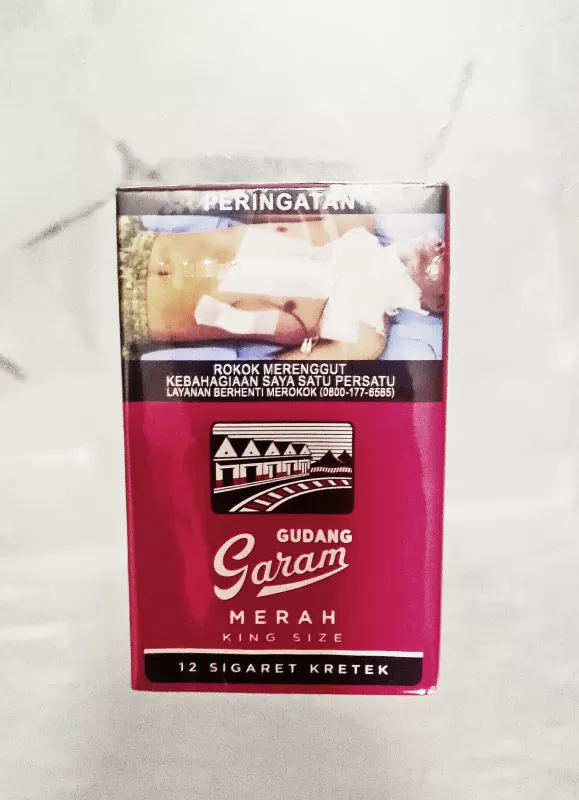 PERINGATAN
ROKOK MERENGGUT
KEBAHAGIAAN SAYA SATU PERSATU
LAYANAN BERHENTI MEROKOK (0800-177-6565)
GUDANG
Garam
MERAH
KING SIZE
12 SIGARET KRETEK